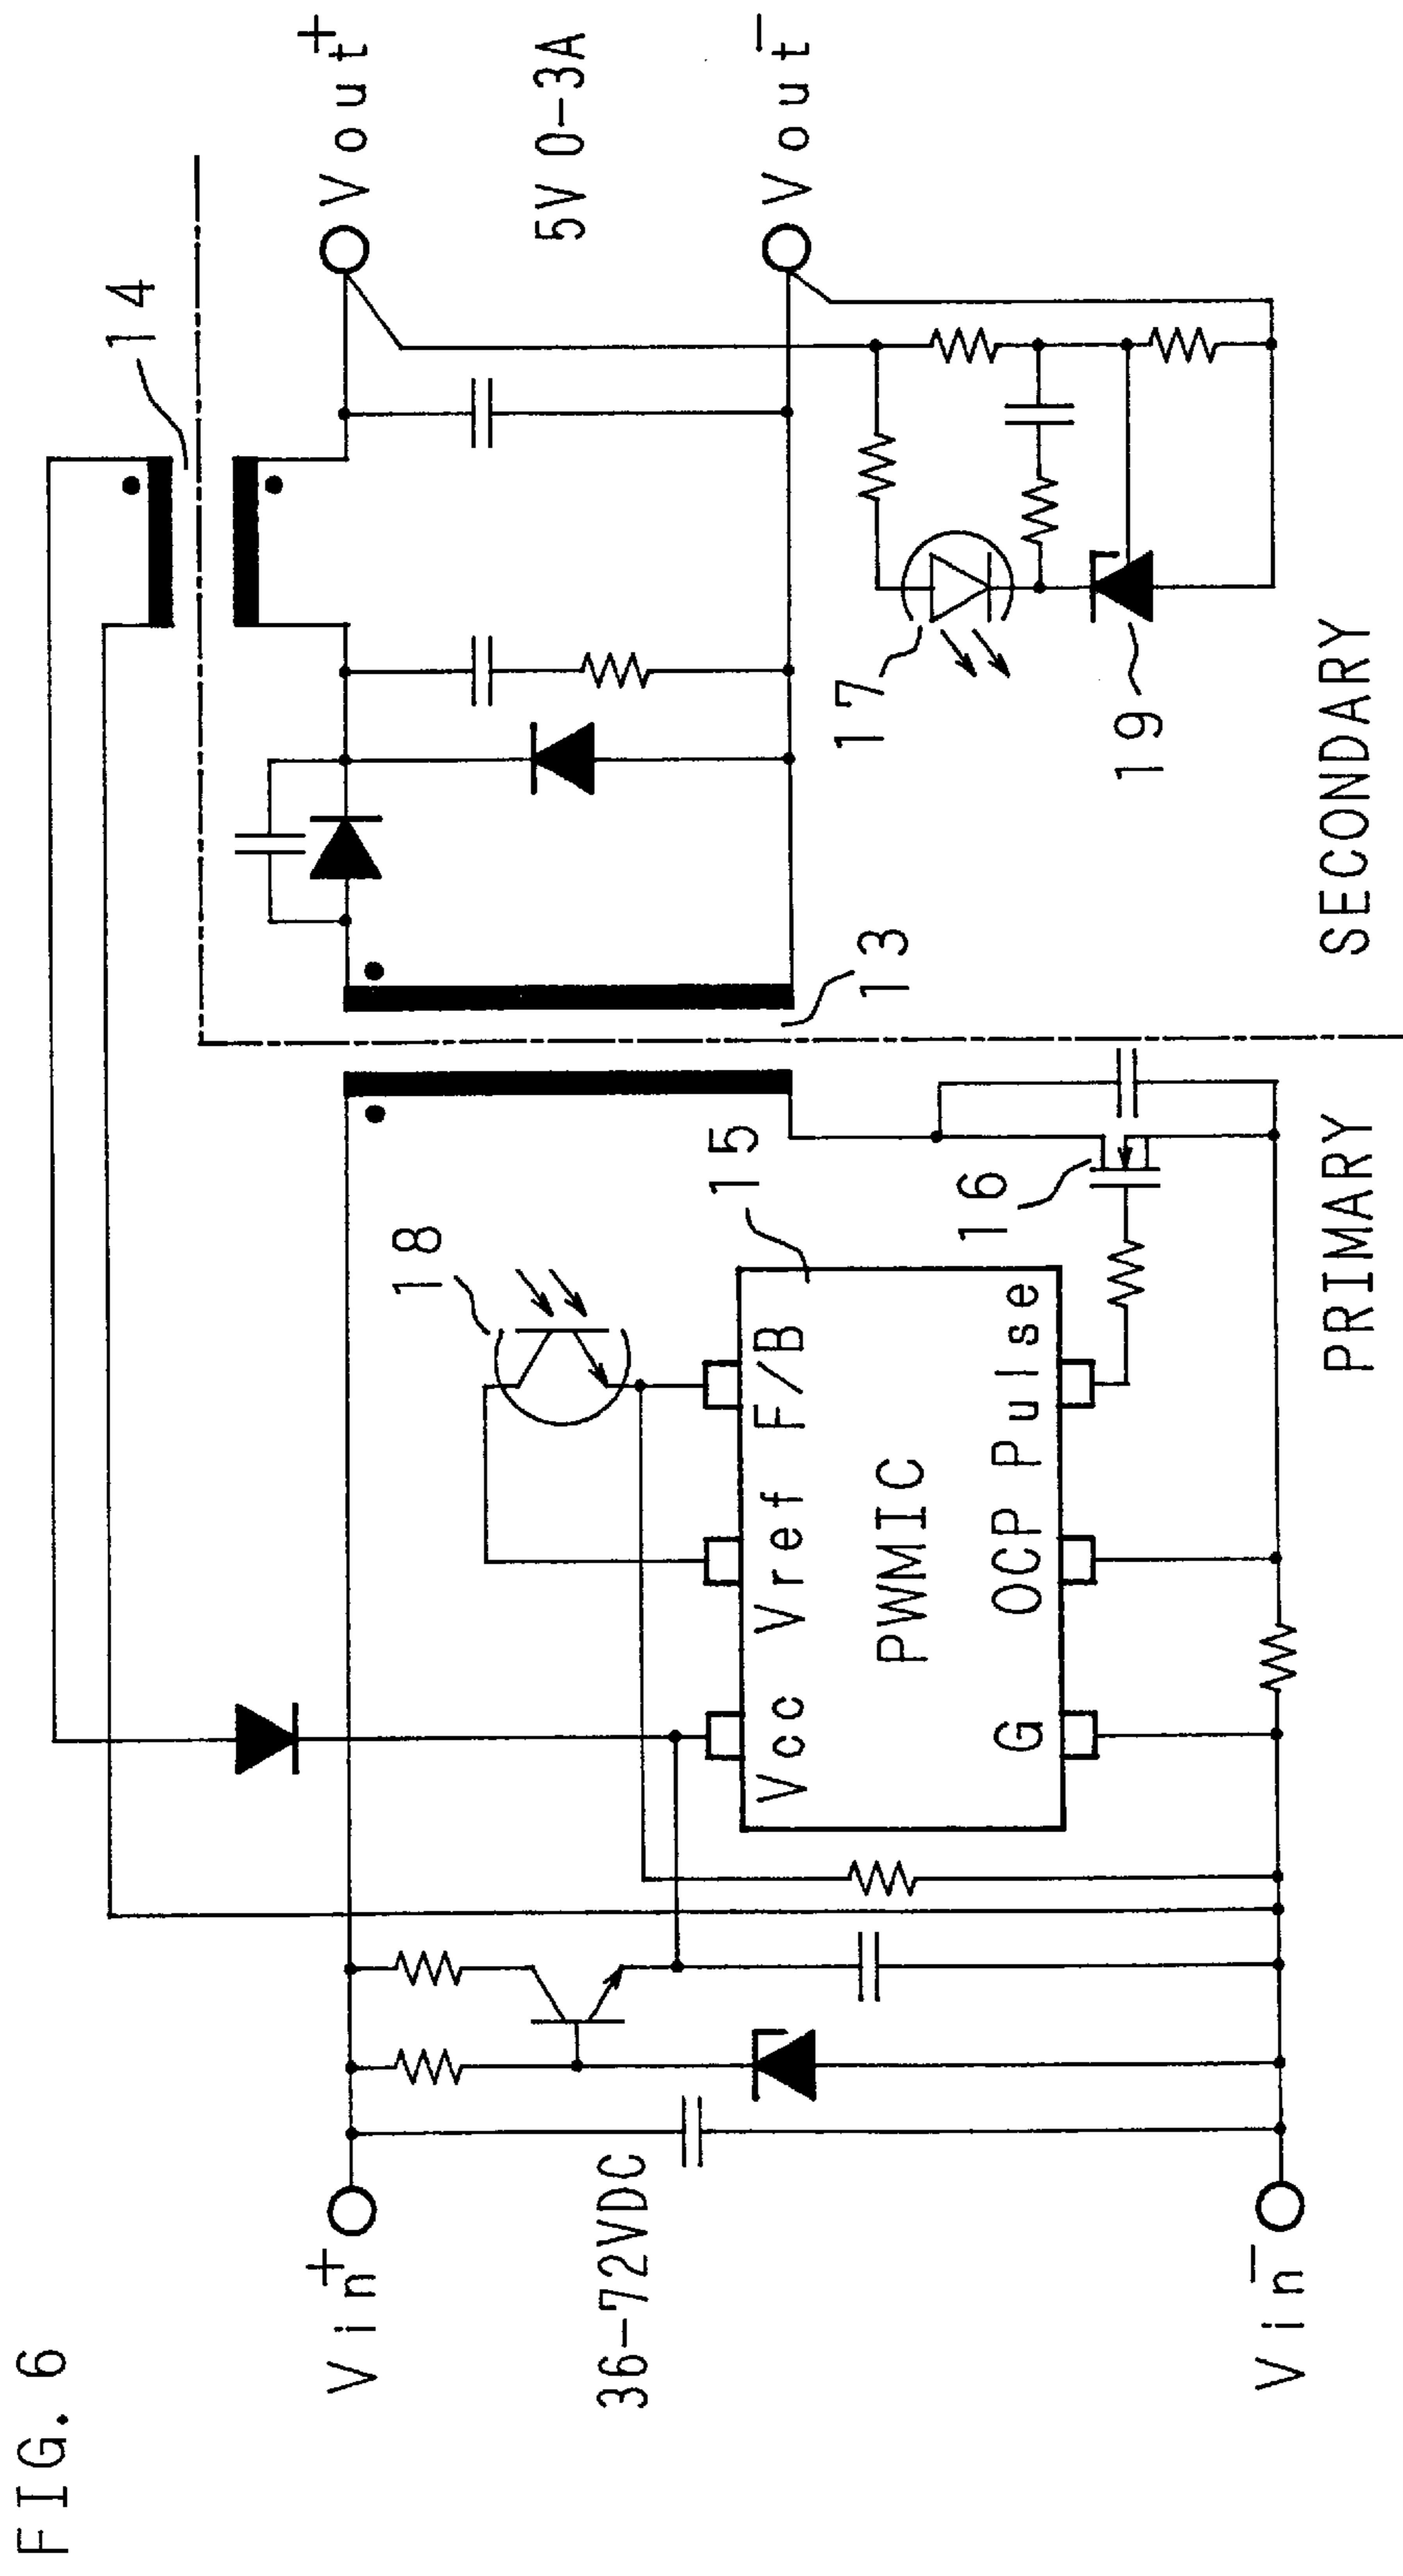 FIG. 6
14
Vin+
Vout+
36-72VDC
5V 0-3A
18
15
13
Vcc Vref F/B
PWMIC
G OCP Pulse
16
17
19
Vin-
Vout-
PRIMARY
SECONDARY